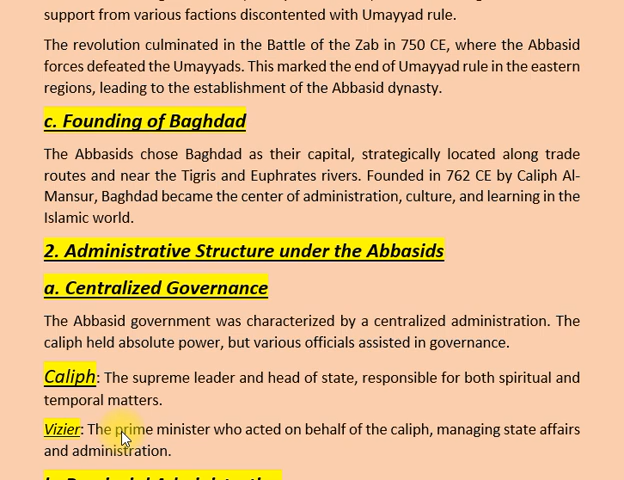 support from various factions discontented with Umayyad rule.
The revolution culminated in the Battle of the Zab in 750 CE, where the Abbasid
forces defeated the Umayyads. This marked the end of Umayyad rule in the eastern
regions, leading to the establishment of the Abbasid dynasty.
c. Founding of Baghdad
The Abbasids chose Baghdad as their capital, strategically located along trade
routes and near the Tigris and Euphrates rivers. Founded in 762 CE by Caliph Al-
Mansur, Baghdad became the center of administration, culture, and learning in the
Islamic world.
2. Administrative Structure under the Abbasids
a. Centralized Governance
The Abbasid government was characterized by a centralized administration. The
caliph held absolute power, but various officials assisted in governance.
Caliph: The supreme leader and head of state, responsible for both spiritual and
temporal matters.
Vizier: The prime minister who acted on behalf of the caliph, managing state affairs
and administration.